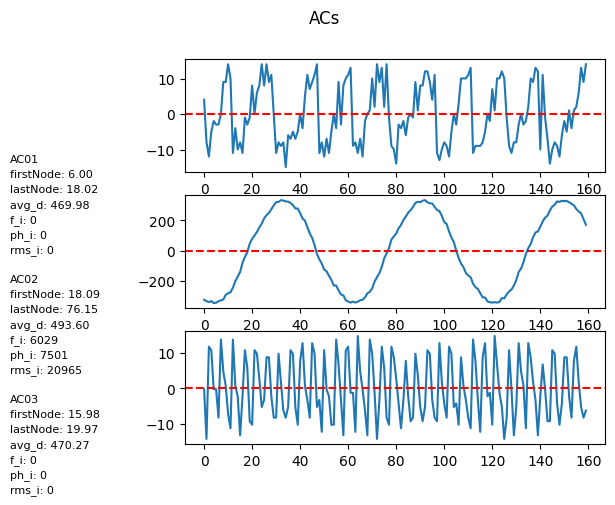 ACs
10
0
−10
0 20 40 60 80 100 120 140 160
200
0
−200
0 20 40 60 80 100 120 140 160
10
0
−10
0 20 40 60 80 100 120 140 160
AC01
firstNode: 6.00
lastNode: 18.02
avg_d: 469.98
f_i: 0
ph_i: 0
rms_i: 0
AC02
firstNode: 18.09
lastNode: 76.15
avg_d: 493.60
f_i: 6029
ph_i: 7501
rms_i: 20965
AC03
firstNode: 15.98
lastNode: 19.97
avg_d: 470.27
f_i: 0
ph_i: 0
rms_i: 0